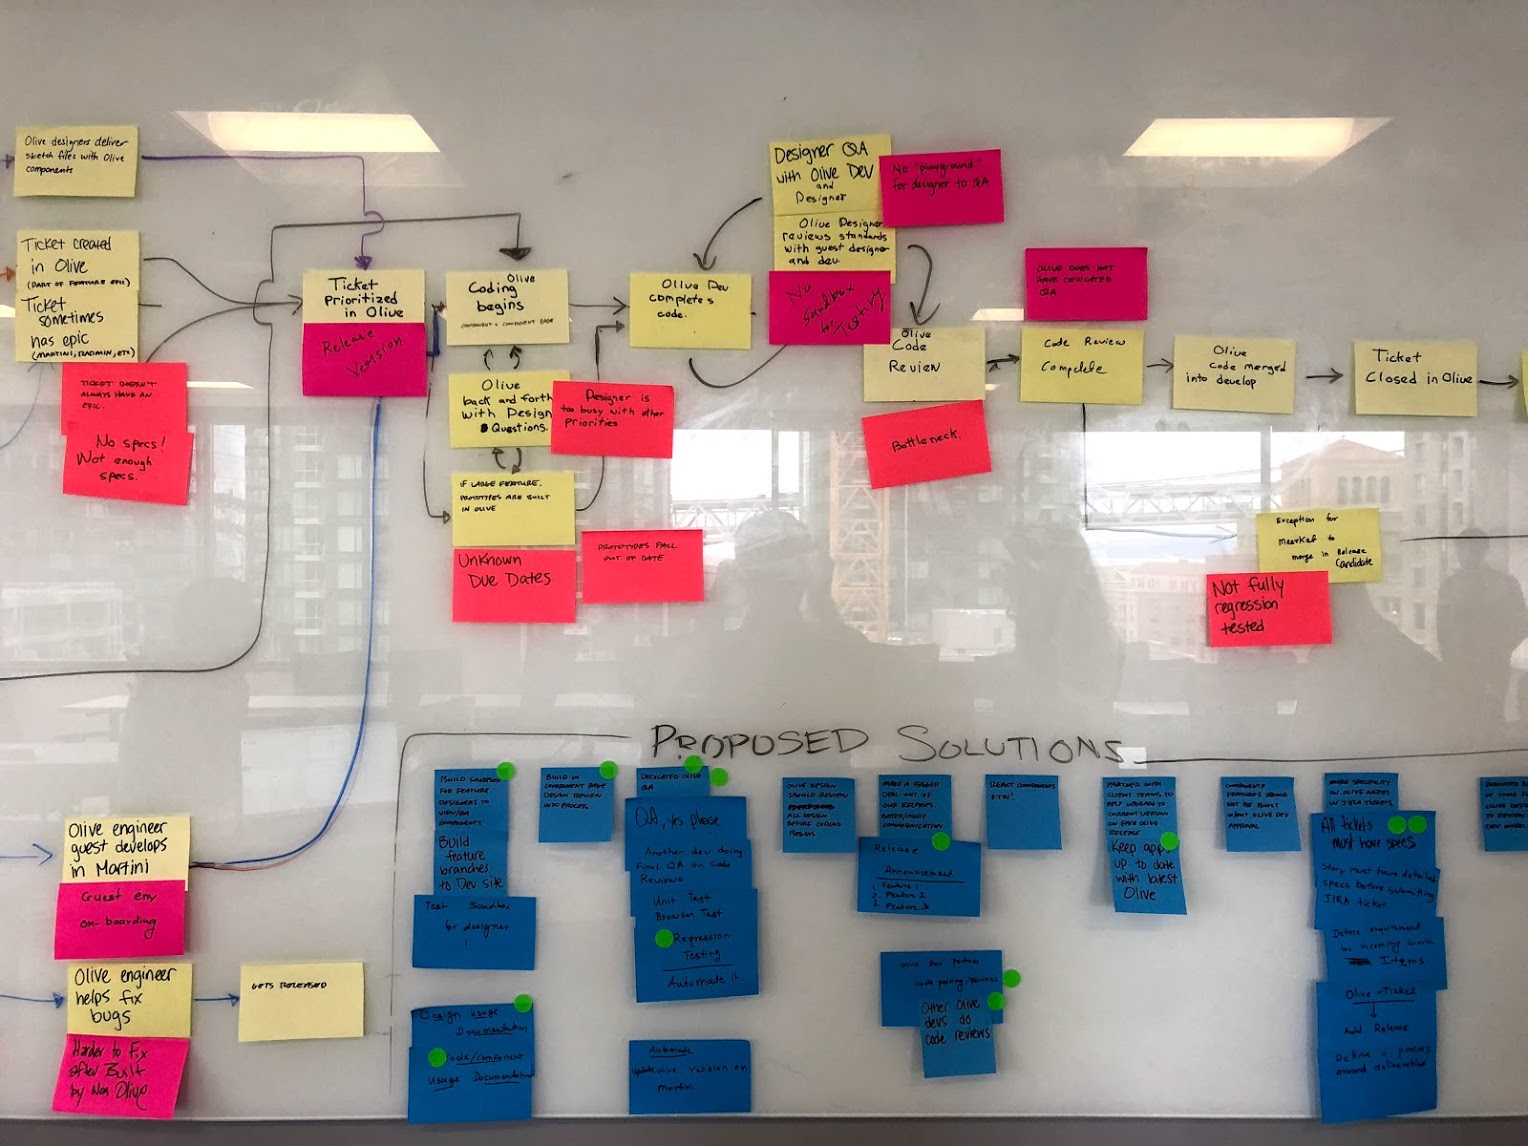 Olive designers deliver
sketch files with Olive
components
Ticket created
in Olive
(PART OF FEATURE EPIC)
Ticket
sometimes
has epic
(MARTINI, RADMIN, ETC)
TICKET DOESN'T
ALWAYS HAVE AN
EPIC.
No specs!
Not enough
specs.
Ticket
prioritized
in Olive
Release
Version
Olive
Coding
begins
Olive
back and forth
with Design
Questions.
Designer is
too busy with other
priorities
IF LARGE FEATURE,
PROTOTYPES ARE BUILT
IN OLIVE
Unknown
Due Dates
PROTOTYPES FALL
OUT OF DATE
Olive Dev
completes
code.
Designer QA
with Olive DEV
and
Designer
No "playground"
for designer to QA
Olive Designer
reviews standards
with guest designer
and dev.
No
Sandbox
for Testing
Olive
Code
Review
Bottleneck.
OLIVE DOES NOT
HAVE DEDICATED
QA
Code Review
Complete
Olive
Code merged
into develop
Ticket
Closed in Olive
Exception for
merge in Release
Candidate
Not fully
regression
tested
Olive engineer
guest develops
in Martini
Guest env
on-boarding
Olive engineer
helps fix
bugs
Harder to Fix
after Built
by Non Olive
GETS RELEASED
PROPOSED SOLUTIONS
BUILD SANDBOX
FOR FEATURE
DESIGNERS TO
VIEW/QA
COMPONENTS
Build
feature
branches
to Dev site
Test Sandbox
for designer
Design Usage
Documentation
Code/component
Usage Documentation
BUILD IN
COMPONENT PAGE
DESIGN REVIEW
INTO PROCESS
DEDICATED OLIVE
QA
QA, yes please
Another dev doing
Final QA on Code
Reviews
Unit Test
Browser Test
Regression
Testing
Automate it
Automate
update olive version on
Martini
OLIVE DESIGN
SHOULD REVIEW
ALL DESIGN
BEFORE CODING
BEGINS
MAKE A BIGGER
DEAL OUT OF
OUR RELEASES.
COMMUNICATION
Release
Announcement
1 Feature 1
2 Feature 2
3 Feature 3
Olive Dev partner
code pairing/reviews
Other Olive
devs do
code reviews
REACT COMPONENTS
FTW!
PARTNER WITH
CLIENT TEAMS TO
HELP UPGRADE TO
CURRENT VERSION
ON EACH OLIVE
RELEASE
Keep apps
up to date
with latest
Olive
COMPONENTS
FEATURES SHOULD
NOT BE BUILT
W/OUT OLIVE DEV
APPROVAL
MORE SPECIFICITY
IN OLIVE NEEDS
IN JIRA TICKETS.
All tickets
must have specs
Story must have detailed
specs before submitting
JIRA ticket.
Define requirement
for incoming work
Items
Olive-Ticket
Add Release
Define a process
around